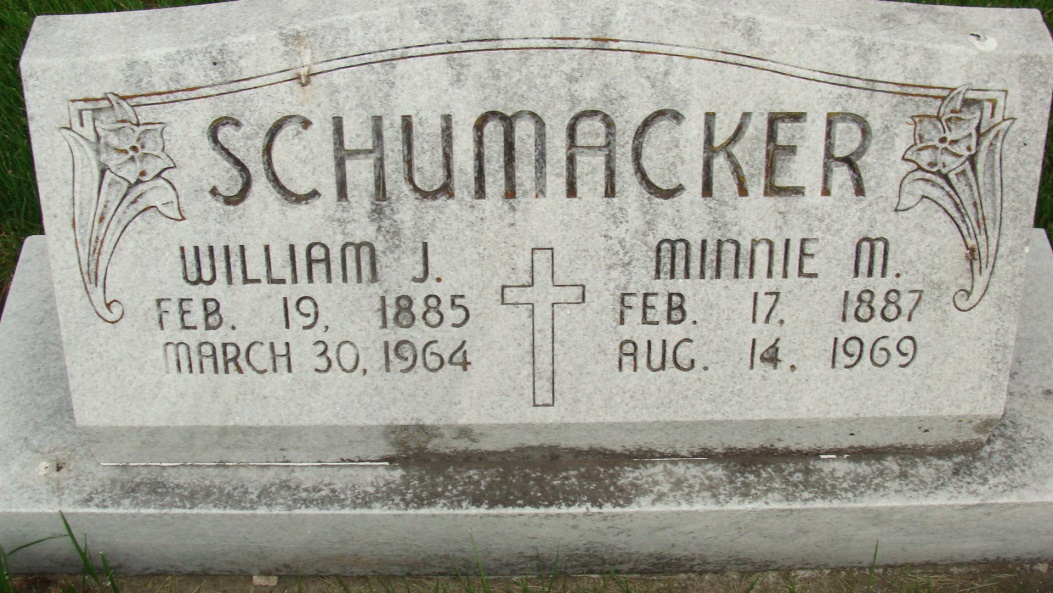 SCHUMACKER
WILLIAM J.
FEB. 19, 1885
MARCH 30, 1964
MINNIE M.
FEB. 17, 1887
AUG. 14, 1969